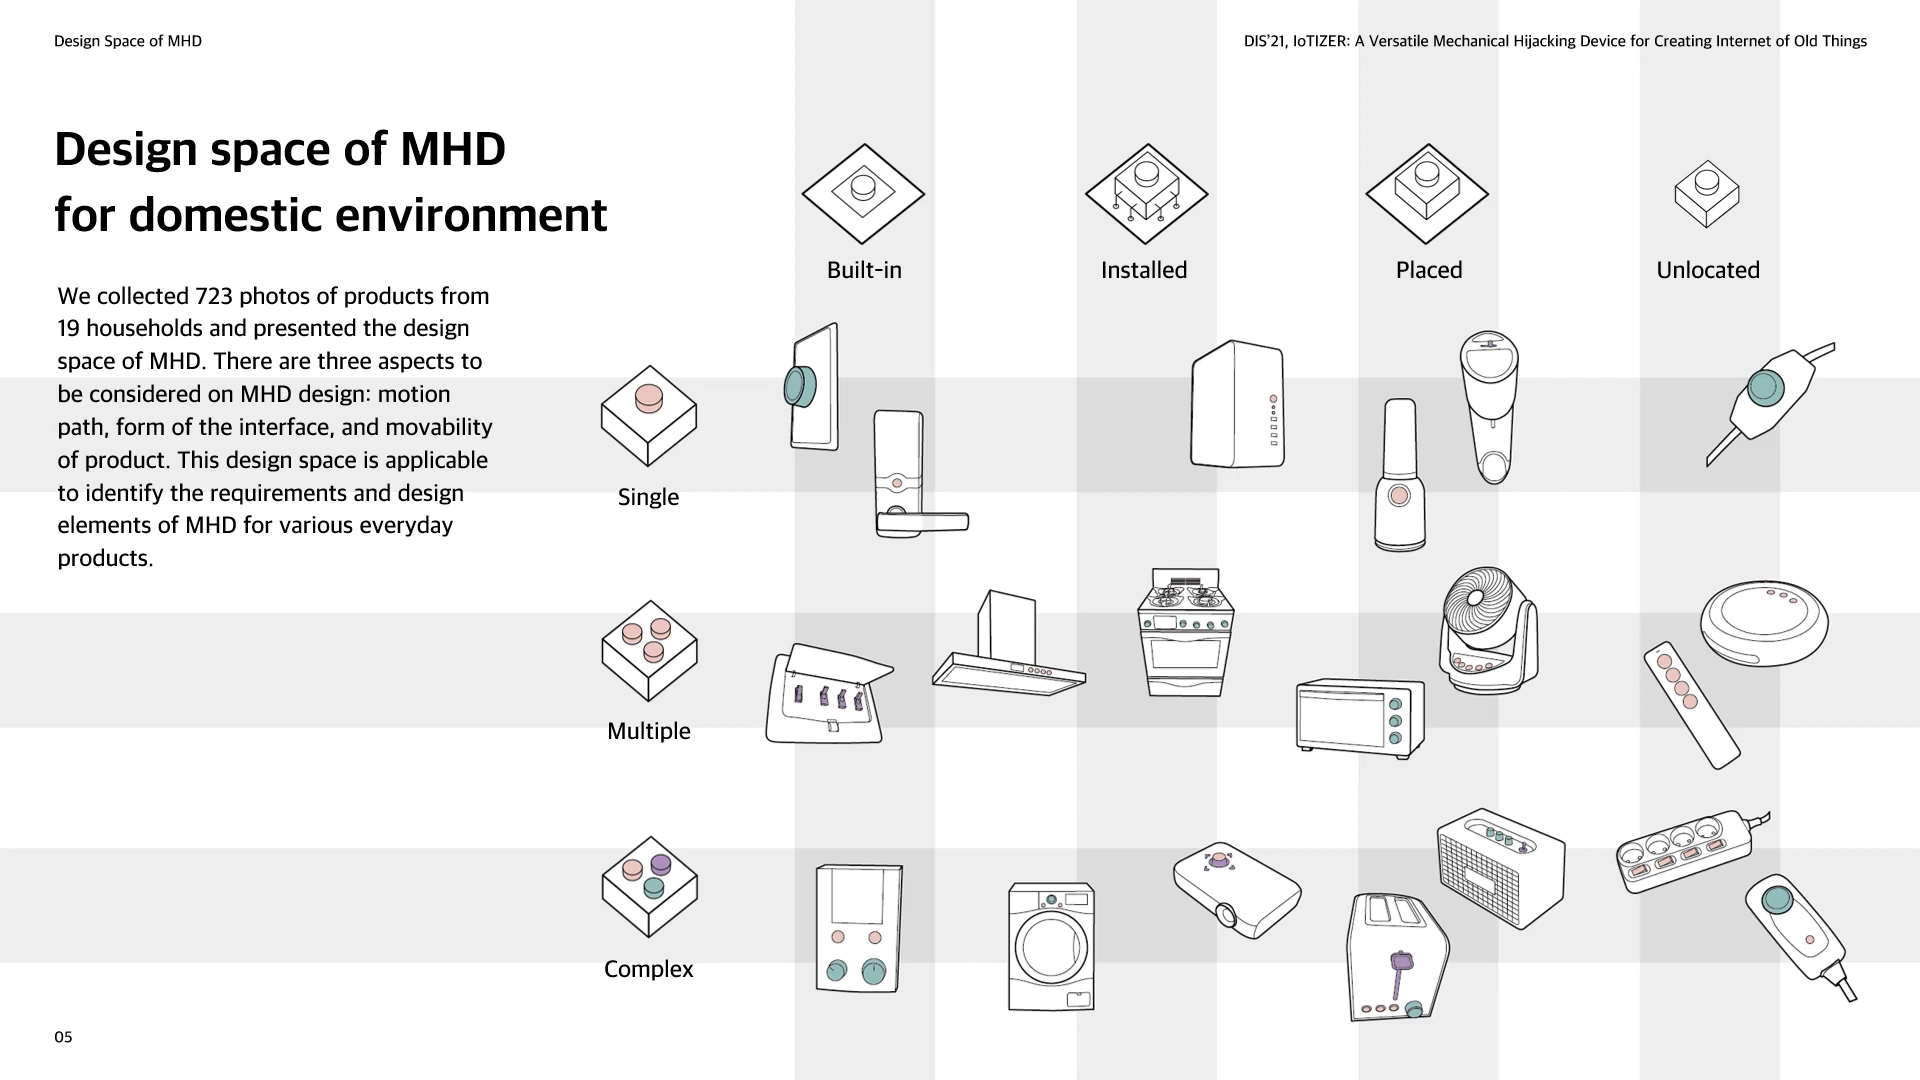 Design Space of MHD
DIS'21, IoTIZER: A Versatile Mechanical Hijacking Device for Creating Internet of Old Things
Design space of MHD
for domestic environment
We collected 723 photos of products from
19 households and presented the design
space of MHD. There are three aspects to
be considered on MHD design: motion
path, form of the interface, and movability
of product. This design space is applicable
to identify the requirements and design
elements of MHD for various everyday
products.
Built-in
Installed
Placed
Unlocated
Single
Multiple
Complex
05